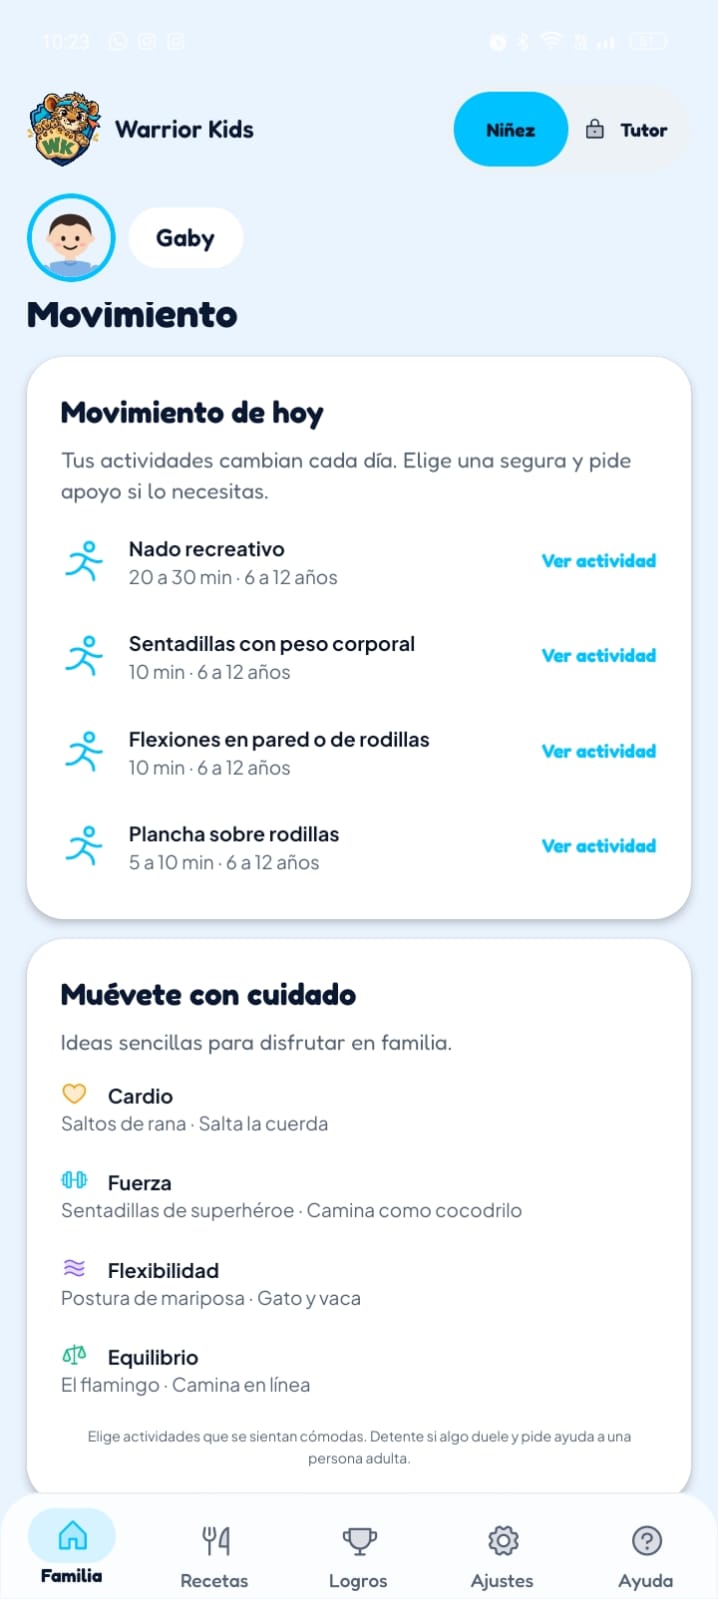 10:23
WK
Warrior Kids
Niñez
Tutor
Gaby
Movimiento
Movimiento de hoy
Tus actividades cambian cada día. Elige una segura y pide
apoyo si lo necesitas.
Nado recreativo
Ver actividad
20 a 30 min · 6 a 12 años
Sentadillas con peso corporal
Ver actividad
10 min · 6 a 12 años
Flexiones en pared o de rodillas
Ver actividad
10 min · 6 a 12 años
Plancha sobre rodillas
Ver actividad
5 a 10 min · 6 a 12 años
Muévete con cuidado
Ideas sencillas para disfrutar en familia.
Cardio
Saltos de rana · Salta la cuerda
Fuerza
Sentadillas de superhéroe · Camina como cocodrilo
Flexibilidad
Postura de mariposa · Gato y vaca
Equilibrio
El flamingo · Camina en línea
Elige actividades que se sientan cómodas. Detente si algo duele y pide ayuda a una
persona adulta.
Familia
Recetas
Logros
Ajustes
Ayuda